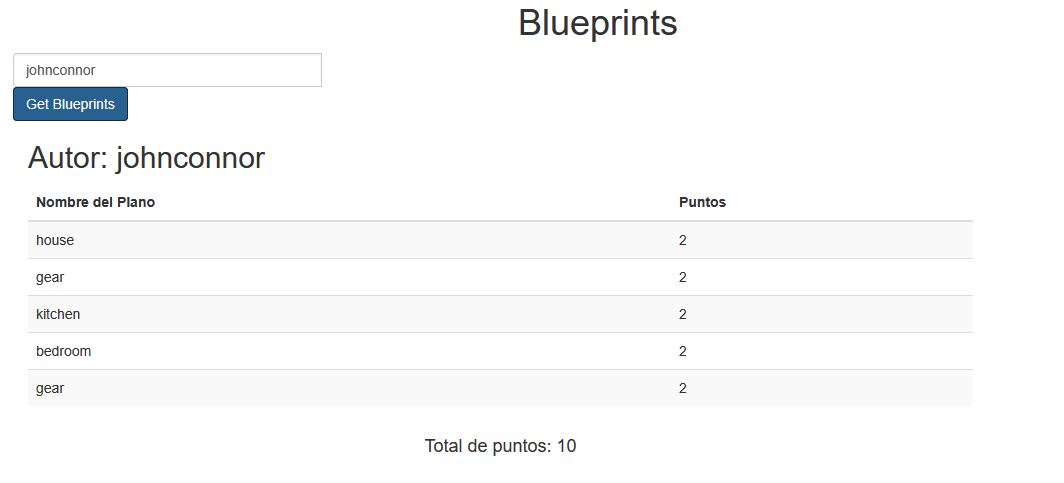 Blueprints
johnconnor
Get Blueprints
Autor: johnconnor
Nombre del Plano Puntos
house 2
gear 2
kitchen 2
bedroom 2
gear 2
Total de puntos: 10